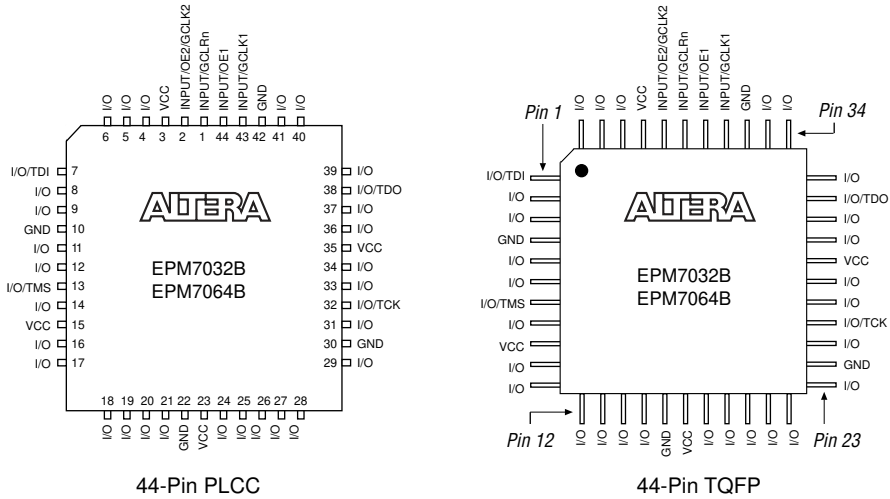 I/O I/O I/O VCC INPUT/OE2/GCLK2 INPUT/GCLRn INPUT/OE1 INPUT/GCLK1 GND I/O I/O
6 5 4 3 2 1 44 43 42 41 40
I/O/TDI 7
I/O 8
I/O 9
GND 10
I/O 11
I/O 12
I/O/TMS 13
I/O 14
VCC 15
I/O 16
I/O 17
ALTERA
EPM7032B
EPM7064B
39 I/O
38 I/O/TDO
37 I/O
36 I/O
35 VCC
34 I/O
33 I/O
32 I/O/TCK
31 I/O
30 GND
29 I/O
18 19 20 21 22 23 24 25 26 27 28
I/O I/O I/O I/O GND VCC I/O I/O I/O I/O I/O
44-Pin PLCC
I/O I/O I/O VCC INPUT/OE2/GCLK2 INPUT/GCLRn INPUT/OE1 INPUT/GCLK1 GND I/O I/O
Pin 1
Pin 34
I/O/TDI
I/O
I/O
GND
I/O
I/O
I/O/TMS
I/O
VCC
I/O
I/O
ALTERA
EPM7032B
EPM7064B
I/O
I/O/TDO
I/O
I/O
VCC
I/O
I/O
I/O/TCK
I/O
GND
I/O
Pin 12
Pin 23
I/O I/O I/O I/O GND VCC I/O I/O I/O I/O I/O
44-Pin TQFP